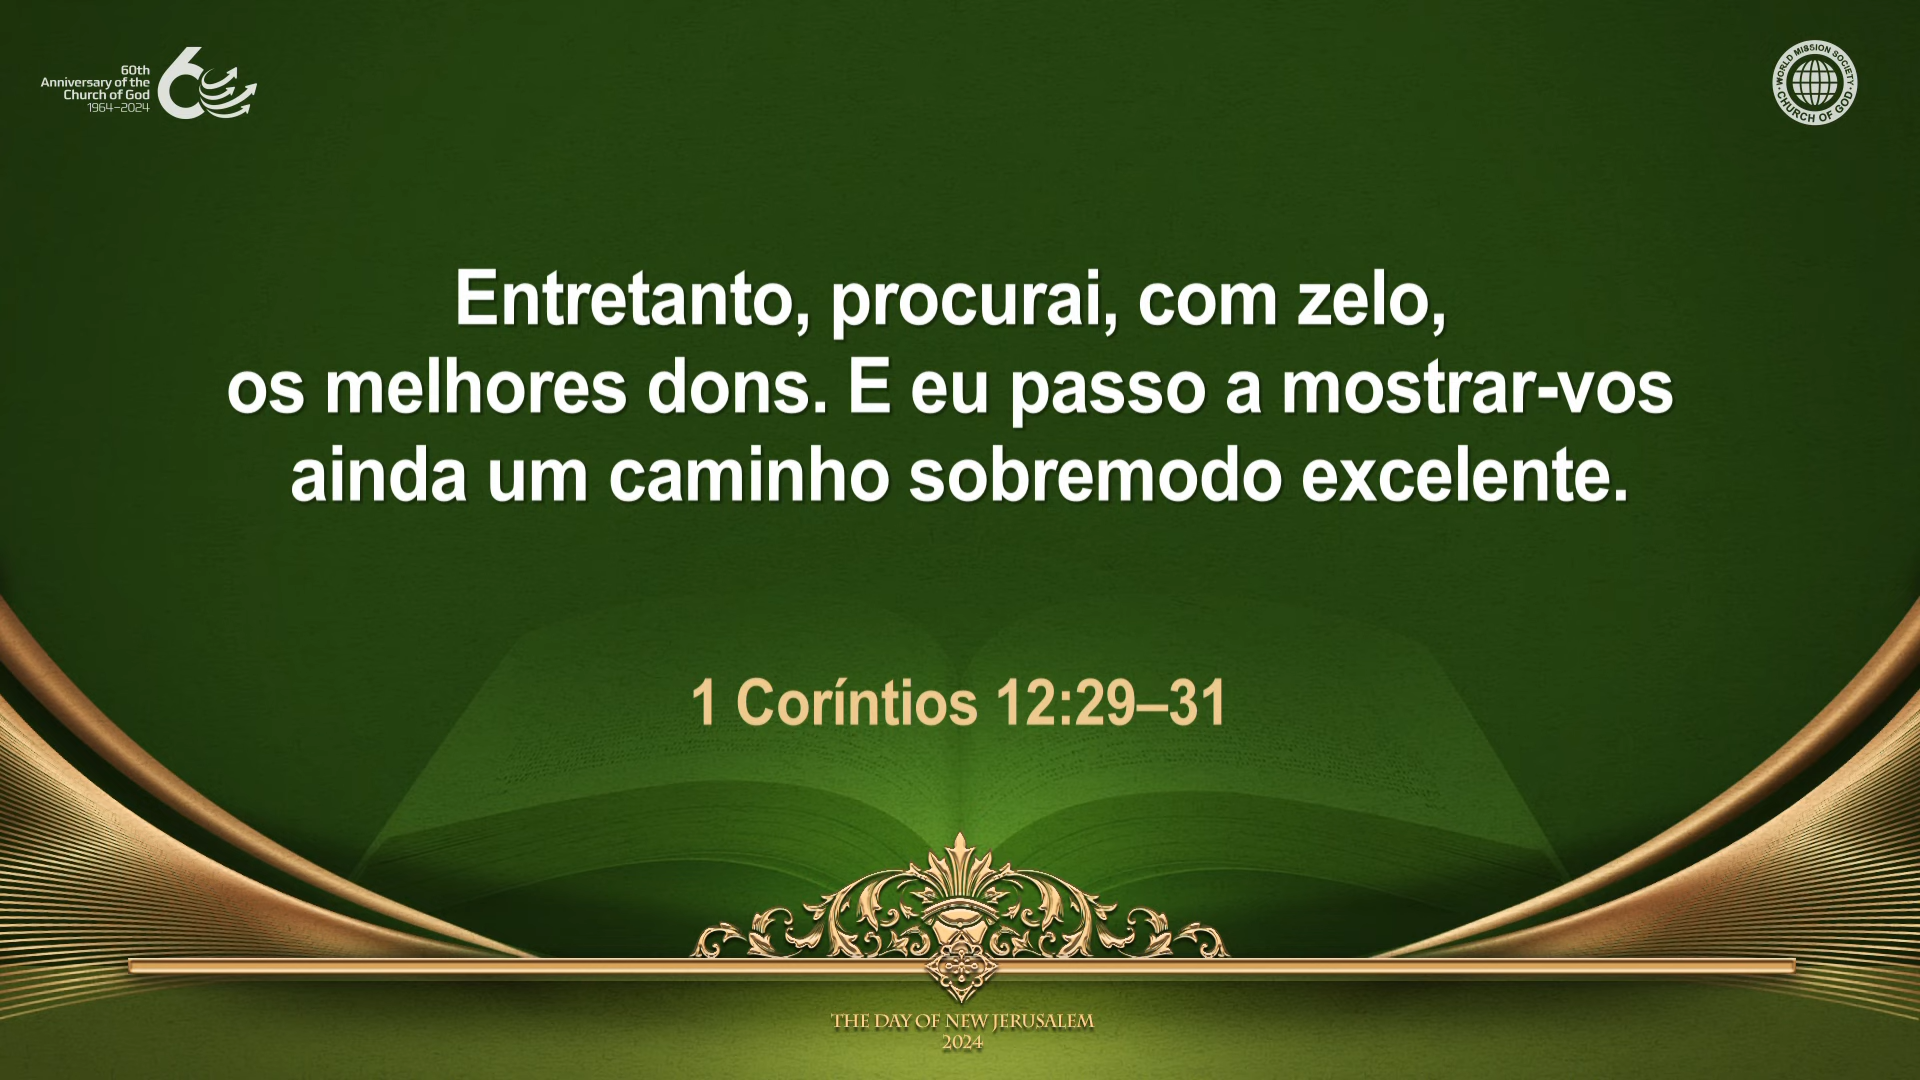 60th
Anniversary of the
Church of God
1964–2024
60
WORLD MISSION SOCIETY
CHURCH OF GOD
Entretanto, procurai, com zelo,
os melhores dons. E eu passo a mostrar-vos
ainda um caminho sobremodo excelente.
1 Coríntios 12:29–31
THE DAY OF NEW JERUSALEM
2024